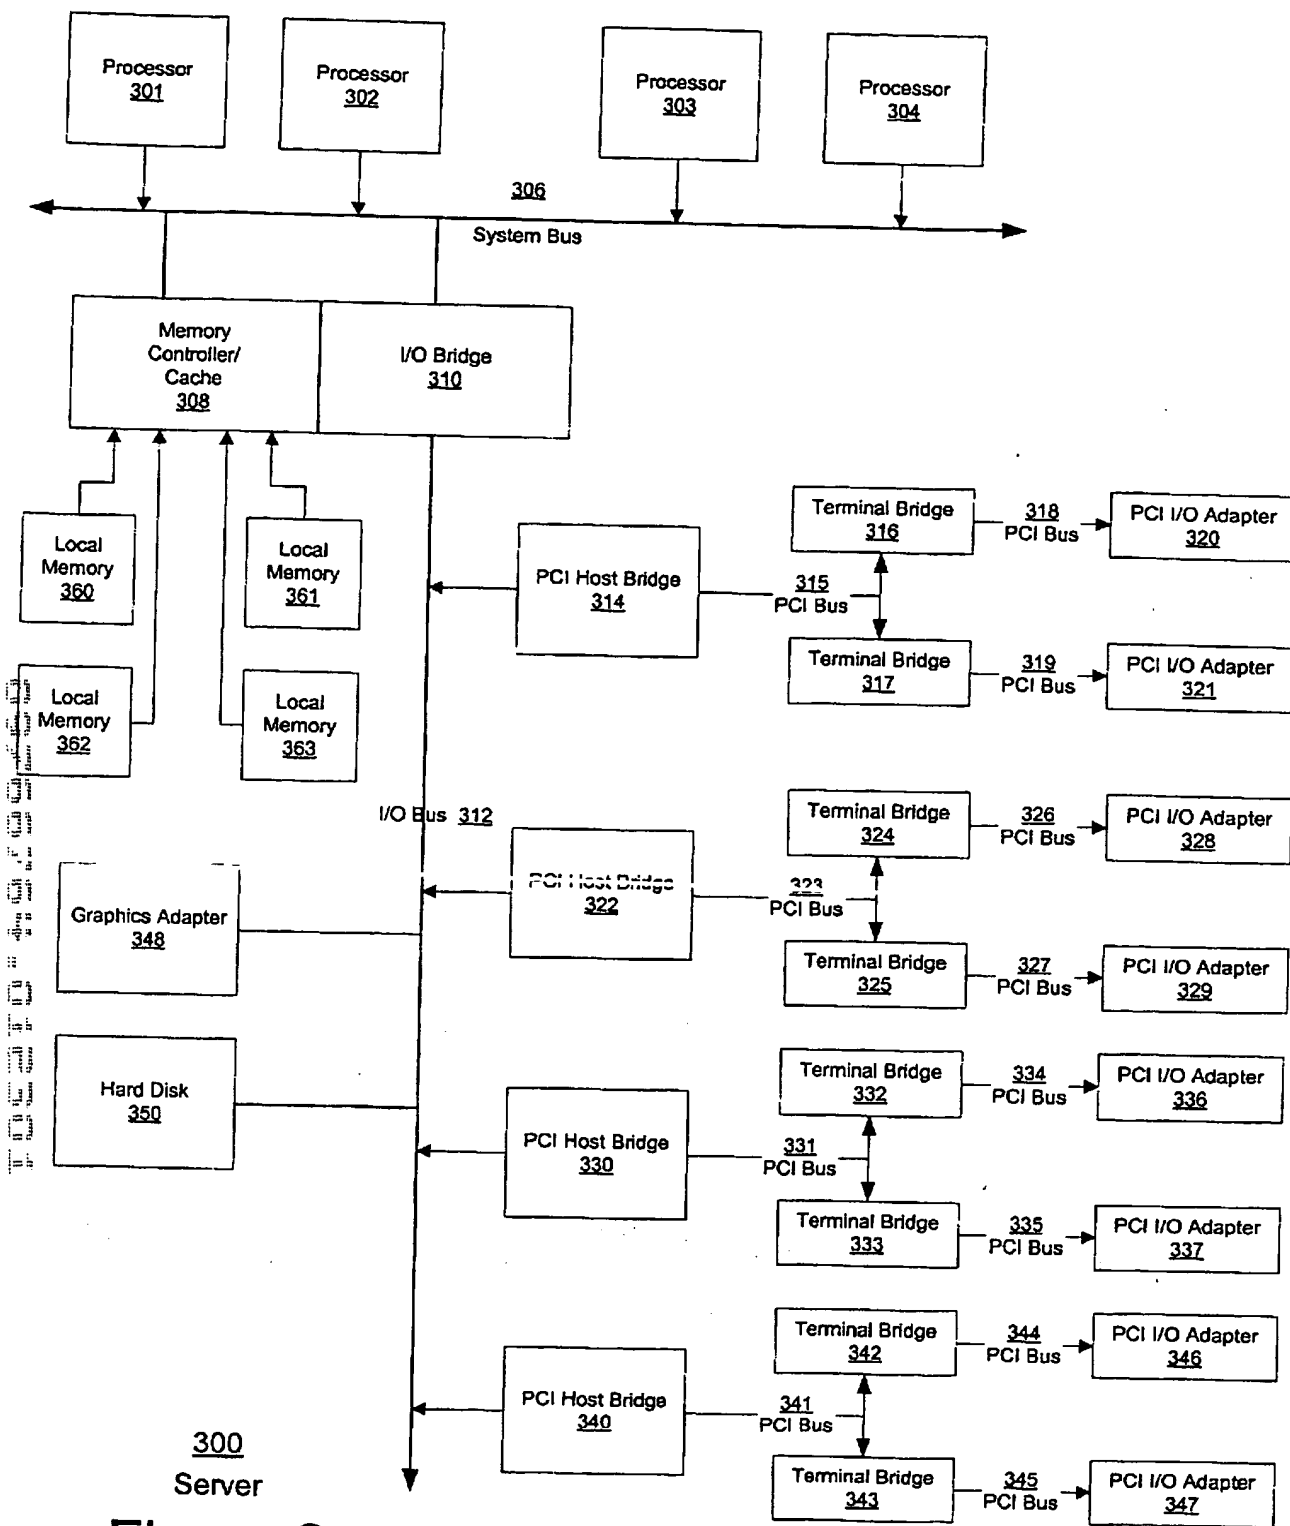 Processor
301
Processor
302
Processor
303
Processor
304
306
System Bus
Memory
Controller/
Cache
308
I/O Bridge
310
Local
Memory
360
Local
Memory
361
Local
Memory
362
Local
Memory
363
I/O Bus 312
Graphics Adapter
348
Hard Disk
350
PCI Host Bridge
314
315
PCI Bus
Terminal Bridge
316
318
PCI Bus
PCI I/O Adapter
320
Terminal Bridge
317
319
PCI Bus
PCI I/O Adapter
321
PCI Host Bridge
322
323
PCI Bus
Terminal Bridge
324
326
PCI Bus
PCI I/O Adapter
328
Terminal Bridge
325
327
PCI Bus
PCI I/O Adapter
329
PCI Host Bridge
330
331
PCI Bus
Terminal Bridge
332
334
PCI Bus
PCI I/O Adapter
336
Terminal Bridge
333
335
PCI Bus
PCI I/O Adapter
337
PCI Host Bridge
340
341
PCI Bus
Terminal Bridge
342
344
PCI Bus
PCI I/O Adapter
346
Terminal Bridge
343
345
PCI Bus
PCI I/O Adapter
347
300
Server